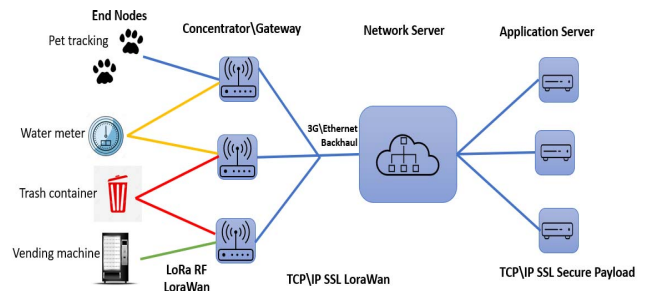 End Nodes
Concentrator\Gateway
Network Server
Application Server
Pet tracking
Water meter
3G\Ethernet
Backhaul
Trash container
Vending machine
LoRa RF
LoraWan
TCP\IP SSL LoraWan
TCP\IP SSL Secure Payload